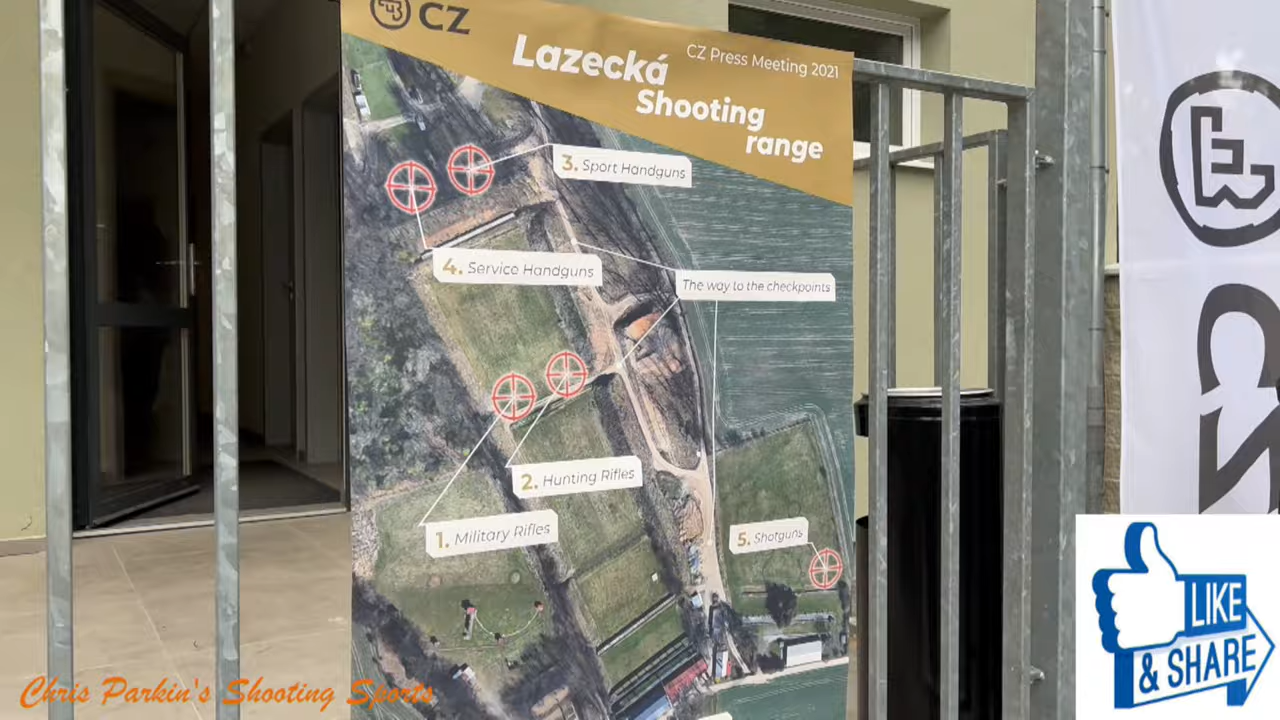 CZ
CZ Press Meeting 2021
Lazecká
Shooting
range
3. Sport Handguns
4. Service Handguns
The way to the checkpoints
2. Hunting Rifles
1. Military Rifles
5. Shotguns
CZ
LIKE
& SHARE
Chris Parkin's Shooting Sports